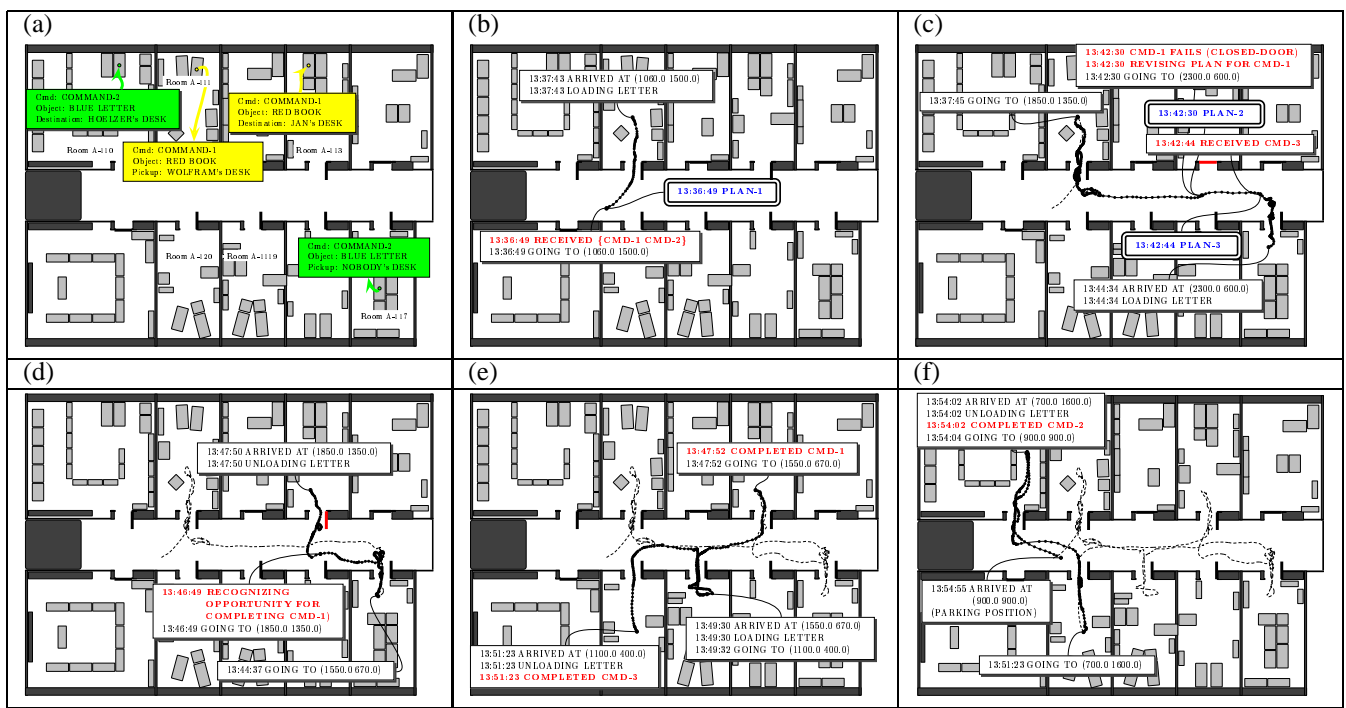 (a)
Room A-111
Cmd: COMMAND-2
Object: BLUE LETTER
Destination: HOELZER's DESK
Cmd: COMMAND-1
Object: RED BOOK
Destination: JAN's DESK
Room A-110
Cmd: COMMAND-1
Object: RED BOOK
Pickup: WOLFRAM's DESK
Room A-113
Cmd: COMMAND-2
Object: BLUE LETTER
Pickup: NOBODY's DESK
Room A-120
Room A-1119
Room A-117
(b)
13:37:43 ARRIVED AT (1060.0 1500.0)
13:37:43 LOADING LETTER
13:36:49 PLAN-1
13:36:49 RECEIVED {CMD-1 CMD-2}
13:36:49 GOING TO (1060.0 1500.0)
(c)
13:42:30 CMD-1 FAILS (CLOSED-DOOR)
13:42:30 REVISING PLAN FOR CMD-1
13:42:30 GOING TO (2300.0 600.0)
13:37:45 GOING TO (1850.0 1350.0)
13:42:30 PLAN-2
13:42:44 RECEIVED CMD-3
13:42:44 PLAN-3
13:44:34 ARRIVED AT (2300.0 600.0)
13:44:34 LOADING LETTER
(d)
13:47:50 ARRIVED AT (1850.0 1350.0)
13:47:50 UNLOADING LETTER
13:46:49 RECOGNIZING
OPPORTUNITY FOR
COMPLETING CMD-1)
13:46:49 GOING TO (1850.0 1350.0)
13:44:37 GOING TO (1550.0 670.0)
(e)
13:47:52 COMPLETED CMD-1
13:47:52 GOING TO (1550.0 670.0)
13:49:30 ARRIVED AT (1550.0 670.0)
13:49:30 LOADING LETTER
13:49:32 GOING TO (1100.0 400.0)
13:51:23 ARRIVED AT (1100.0 400.0)
13:51:23 UNLOADING LETTER
13:51:23 COMPLETED CMD-3
(f)
13:54:02 ARRIVED AT (700.0 1600.0)
13:54:02 UNLOADING LETTER
13:54:02 COMPLETED CMD-2
13:54:04 GOING TO (900.0 900.0)
13:54:55 ARRIVED AT
(900.0 900.0)
(PARKING POSITION)
13:51:23 GOING TO (700.0 1600.0)